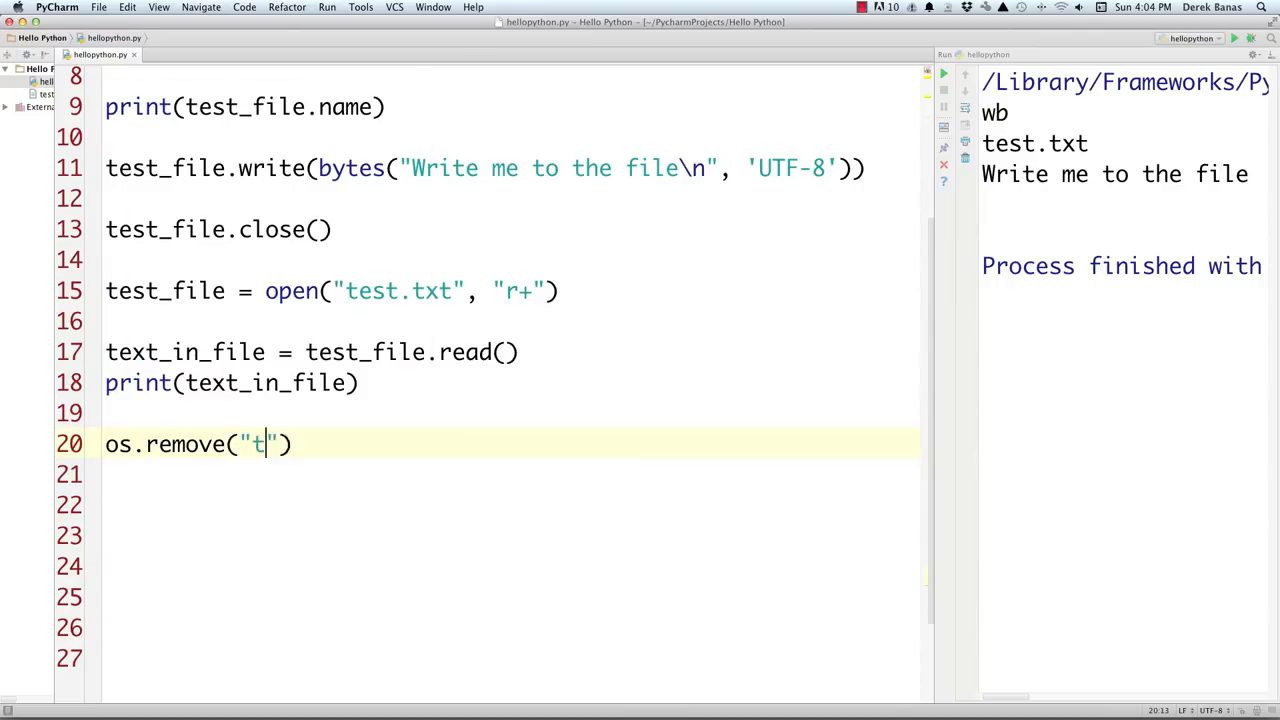 PyCharm File Edit View Navigate Code Refactor Run Tools VCS Window Help 10 Sun 4:04 PM Derek Banas
hellopython.py - Hello Python - [~/PycharmProjects/Hello Python]
Hello Python hellopython.py hellopython
hellopython.py Run hellopython
Hello P
hell
test
Externa
8
9 print(test_file.name)
10
11 test_file.write(bytes("Write me to the file\n", 'UTF-8'))
12
13 test_file.close()
14
15 test_file = open("test.txt", "r+")
16
17 text_in_file = test_file.read()
18 print(text_in_file)
19
20 os.remove("t")
21
22
23
24
25
26
27
/Library/Frameworks/Py
wb
test.txt
Write me to the file
Process finished with
20:13 LF UTF-8